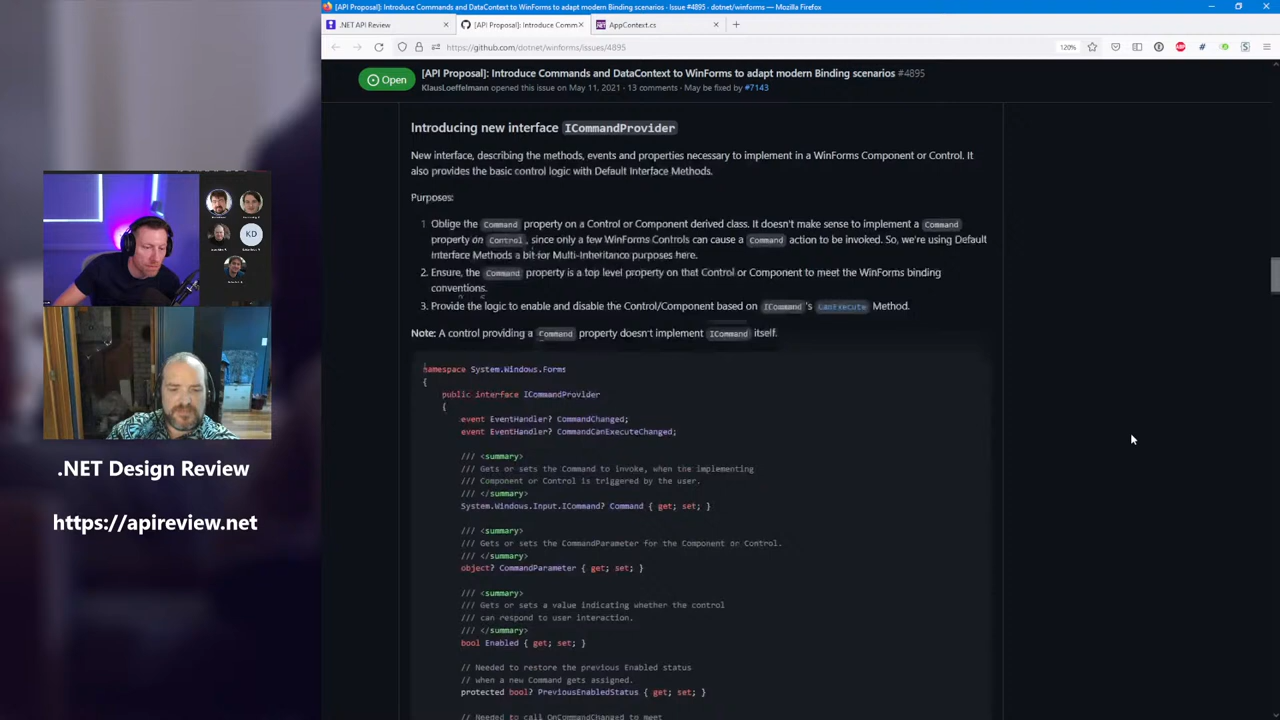 [API Proposal]: Introduce Commands and DataContext to WinForms to adapt modern Binding scenarios · Issue #4895 · dotnet/winforms — Mozilla Firefox
.NET API Review
[API Proposal]: Introduce Comm
AppContext.cs
https://github.com/dotnet/winforms/issues/4895
120%
Open
[API Proposal]: Introduce Commands and DataContext to WinForms to adapt modern Binding scenarios #4895
KlausLoeffelmann opened this issue on May 11, 2021 · 13 comments · May be fixed by #7143
Introducing new interface ICommandProvider
New interface, describing the methods, events and properties necessary to implement in a WinForms Component or Control. It
also provides the basic control logic with Default Interface Methods.
Purposes:
1 Oblige the Command property on a Control or Component derived class. It doesn't make sense to implement a Command
property on Control, since only a few WinForms Controls can cause a Command action to be invoked. So, we're using Default
Interface Methods a bit for Multi-Inheritance purposes here.
2. Ensure, the Command property is a top level property on that Control or Component to meet the WinForms binding
conventions.
3. Provide the logic to enable and disable the Control/Component based on ICommand's CanExecute Method.
Note: A control providing a Command property doesn't implement ICommand itself.
namespace System.Windows.Forms
{
public interface ICommandProvider
{
event EventHandler? CommandChanged;
event EventHandler? CommandCanExecuteChanged;
/// <summary>
/// Gets or sets the Command to invoke, when the implementing
/// Component or Control is triggered by the user.
/// </summary>
System.Windows.Input.ICommand? Command { get; set; }
/// <summary>
/// Gets or sets the CommandParameter for the Component or Control.
/// </summary>
object? CommandParameter { get; set; }
/// <summary>
/// Gets or sets a value indicating whether the control
/// can respond to user interaction.
/// </summary>
bool Enabled { get; set; }
// Needed to restore the previous Enabled status
// when a new Command gets assigned.
protected bool? PreviousEnabledStatus { get; set; }
// Needed to call OnCommandChanged to meet
KD
.NET Design Review
https://apireview.net